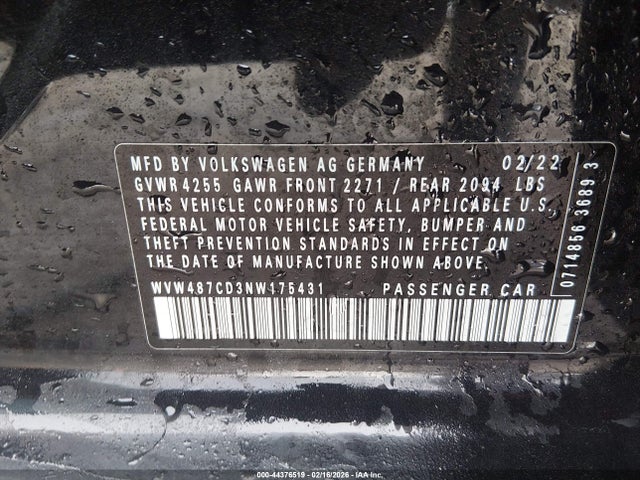 MFD BY VOLKSWAGEN AG GERMANY 02/22
GVWR 4255 GAWR FRONT 2271 / REAR 2094 LBS
THIS VEHICLE CONFORMS TO ALL APPLICABLE U.S.
FEDERAL MOTOR VEHICLE SAFETY, BUMPER AND
THEFT PREVENTION STANDARDS IN EFFECT ON
THE DATE OF MANUFACTURE SHOWN ABOVE.
WVW487CD3NW175431 PASSENGER CAR
0714856 36893
000-44376519 - 02/16/2026 - IAA Inc.